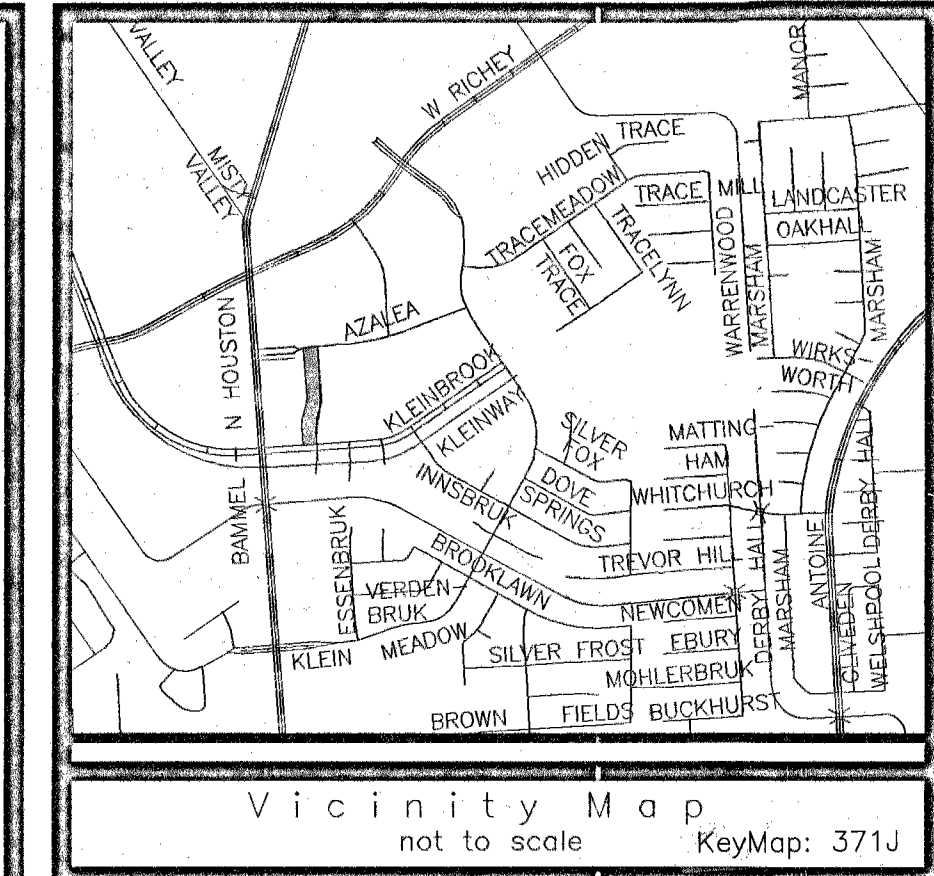 VALLEY
MISTY
VALLEY
W RICHEY
MANOR
TRACE
HIDDEN
TRACE MILL
LANDCASTER
OAKHALL
TRACEMEADOW
TRACELYNN
FOX
TRACE
WARRENWOOD
MARSHAM
MARSHAM
N HOUSTON
AZALEA
WIRKS
WORTH
KLEINBROOK
KLEINWAY
SILVER
FOX
MATTING
HAM
WHITCHURCH
DOVE
SPRINGS
INNSBRUK
BAMMEL -
ESSENBRUK
BROOKLAWN
TREVOR HILL
DERBY HALL
MARSHAM
ANTOINE
DERBY HALL
WELSHPOOL
CLIVEDEN
VERDEN-
BRUK
NEWCOMEN
KLEIN MEADOW
SILVER FROST
EBURY
MOHLERBRUK
BROWN FIELDS
BUCKHURST
Vicinity Map
not to scale
KeyMap: 371J